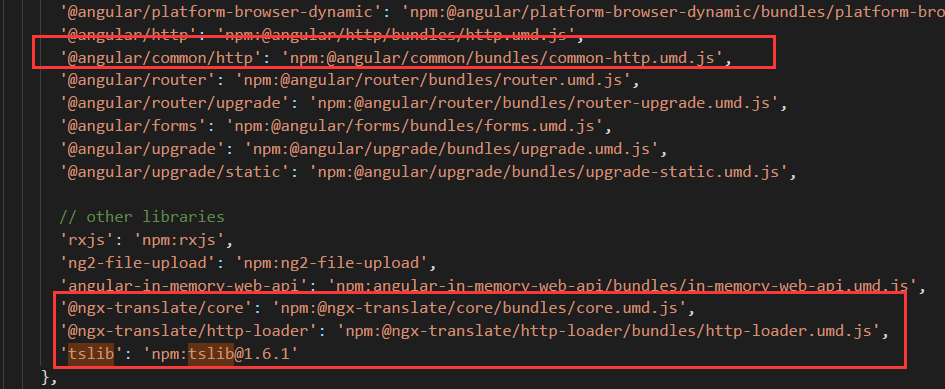 '@angular/platform-browser-dynamic': 'npm:@angular/platform-browser-dynamic/bundles/platform-bro
'@angular/http': 'npm:@angular/http/bundles/http.umd.js',
'@angular/common/http': 'npm:@angular/common/bundles/common-http.umd.js',
'@angular/router': 'npm:@angular/router/bundles/router.umd.js',
'@angular/router/upgrade': 'npm:@angular/router/bundles/router-upgrade.umd.js',
'@angular/forms': 'npm:@angular/forms/bundles/forms.umd.js',
'@angular/upgrade': 'npm:@angular/upgrade/bundles/upgrade.umd.js',
'@angular/upgrade/static': 'npm:@angular/upgrade/bundles/upgrade-static.umd.js',
// other libraries
'rxjs': 'npm:rxjs',
'ng2-file-upload': 'npm:ng2-file-upload',
'angular-in-memory-web-api': 'npm:angular-in-memory-web-api/bundles/in-memory-web-api.umd.js',
'@ngx-translate/core': 'npm:@ngx-translate/core/bundles/core.umd.js',
'@ngx-translate/http-loader': 'npm:@ngx-translate/http-loader/bundles/http-loader.umd.js',
'tslib': 'npm:tslib@1.6.1'
},